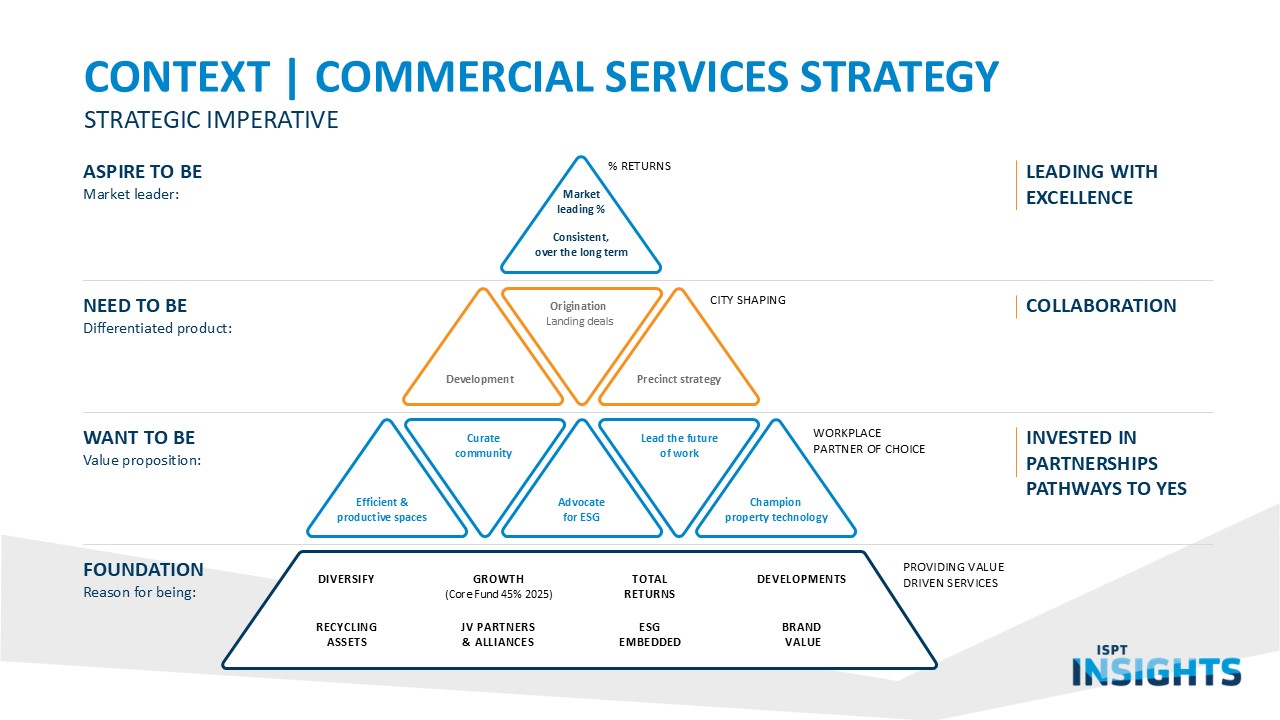 CONTEXT | COMMERCIAL SERVICES STRATEGY
STRATEGIC IMPERATIVE
ASPIRE TO BE
Market leader:
% RETURNS
Market
leading %
Consistent,
over the long term
LEADING WITH
EXCELLENCE
NEED TO BE
Differentiated product:
Origination
Landing deals
Development
Precinct strategy
CITY SHAPING
COLLABORATION
WANT TO BE
Value proposition:
Curate
community
Lead the future
of work
Efficient &
productive spaces
Advocate
for ESG
Champion
property technology
WORKPLACE
PARTNER OF CHOICE
INVESTED IN
PARTNERSHIPS
PATHWAYS TO YES
FOUNDATION
Reason for being:
DIVERSIFY
GROWTH
(Core Fund 45% 2025)
TOTAL
RETURNS
DEVELOPMENTS
RECYCLING
ASSETS
JV PARTNERS
& ALLIANCES
ESG
EMBEDDED
BRAND
VALUE
PROVIDING VALUE
DRIVEN SERVICES
ISPT
INSIGHTS